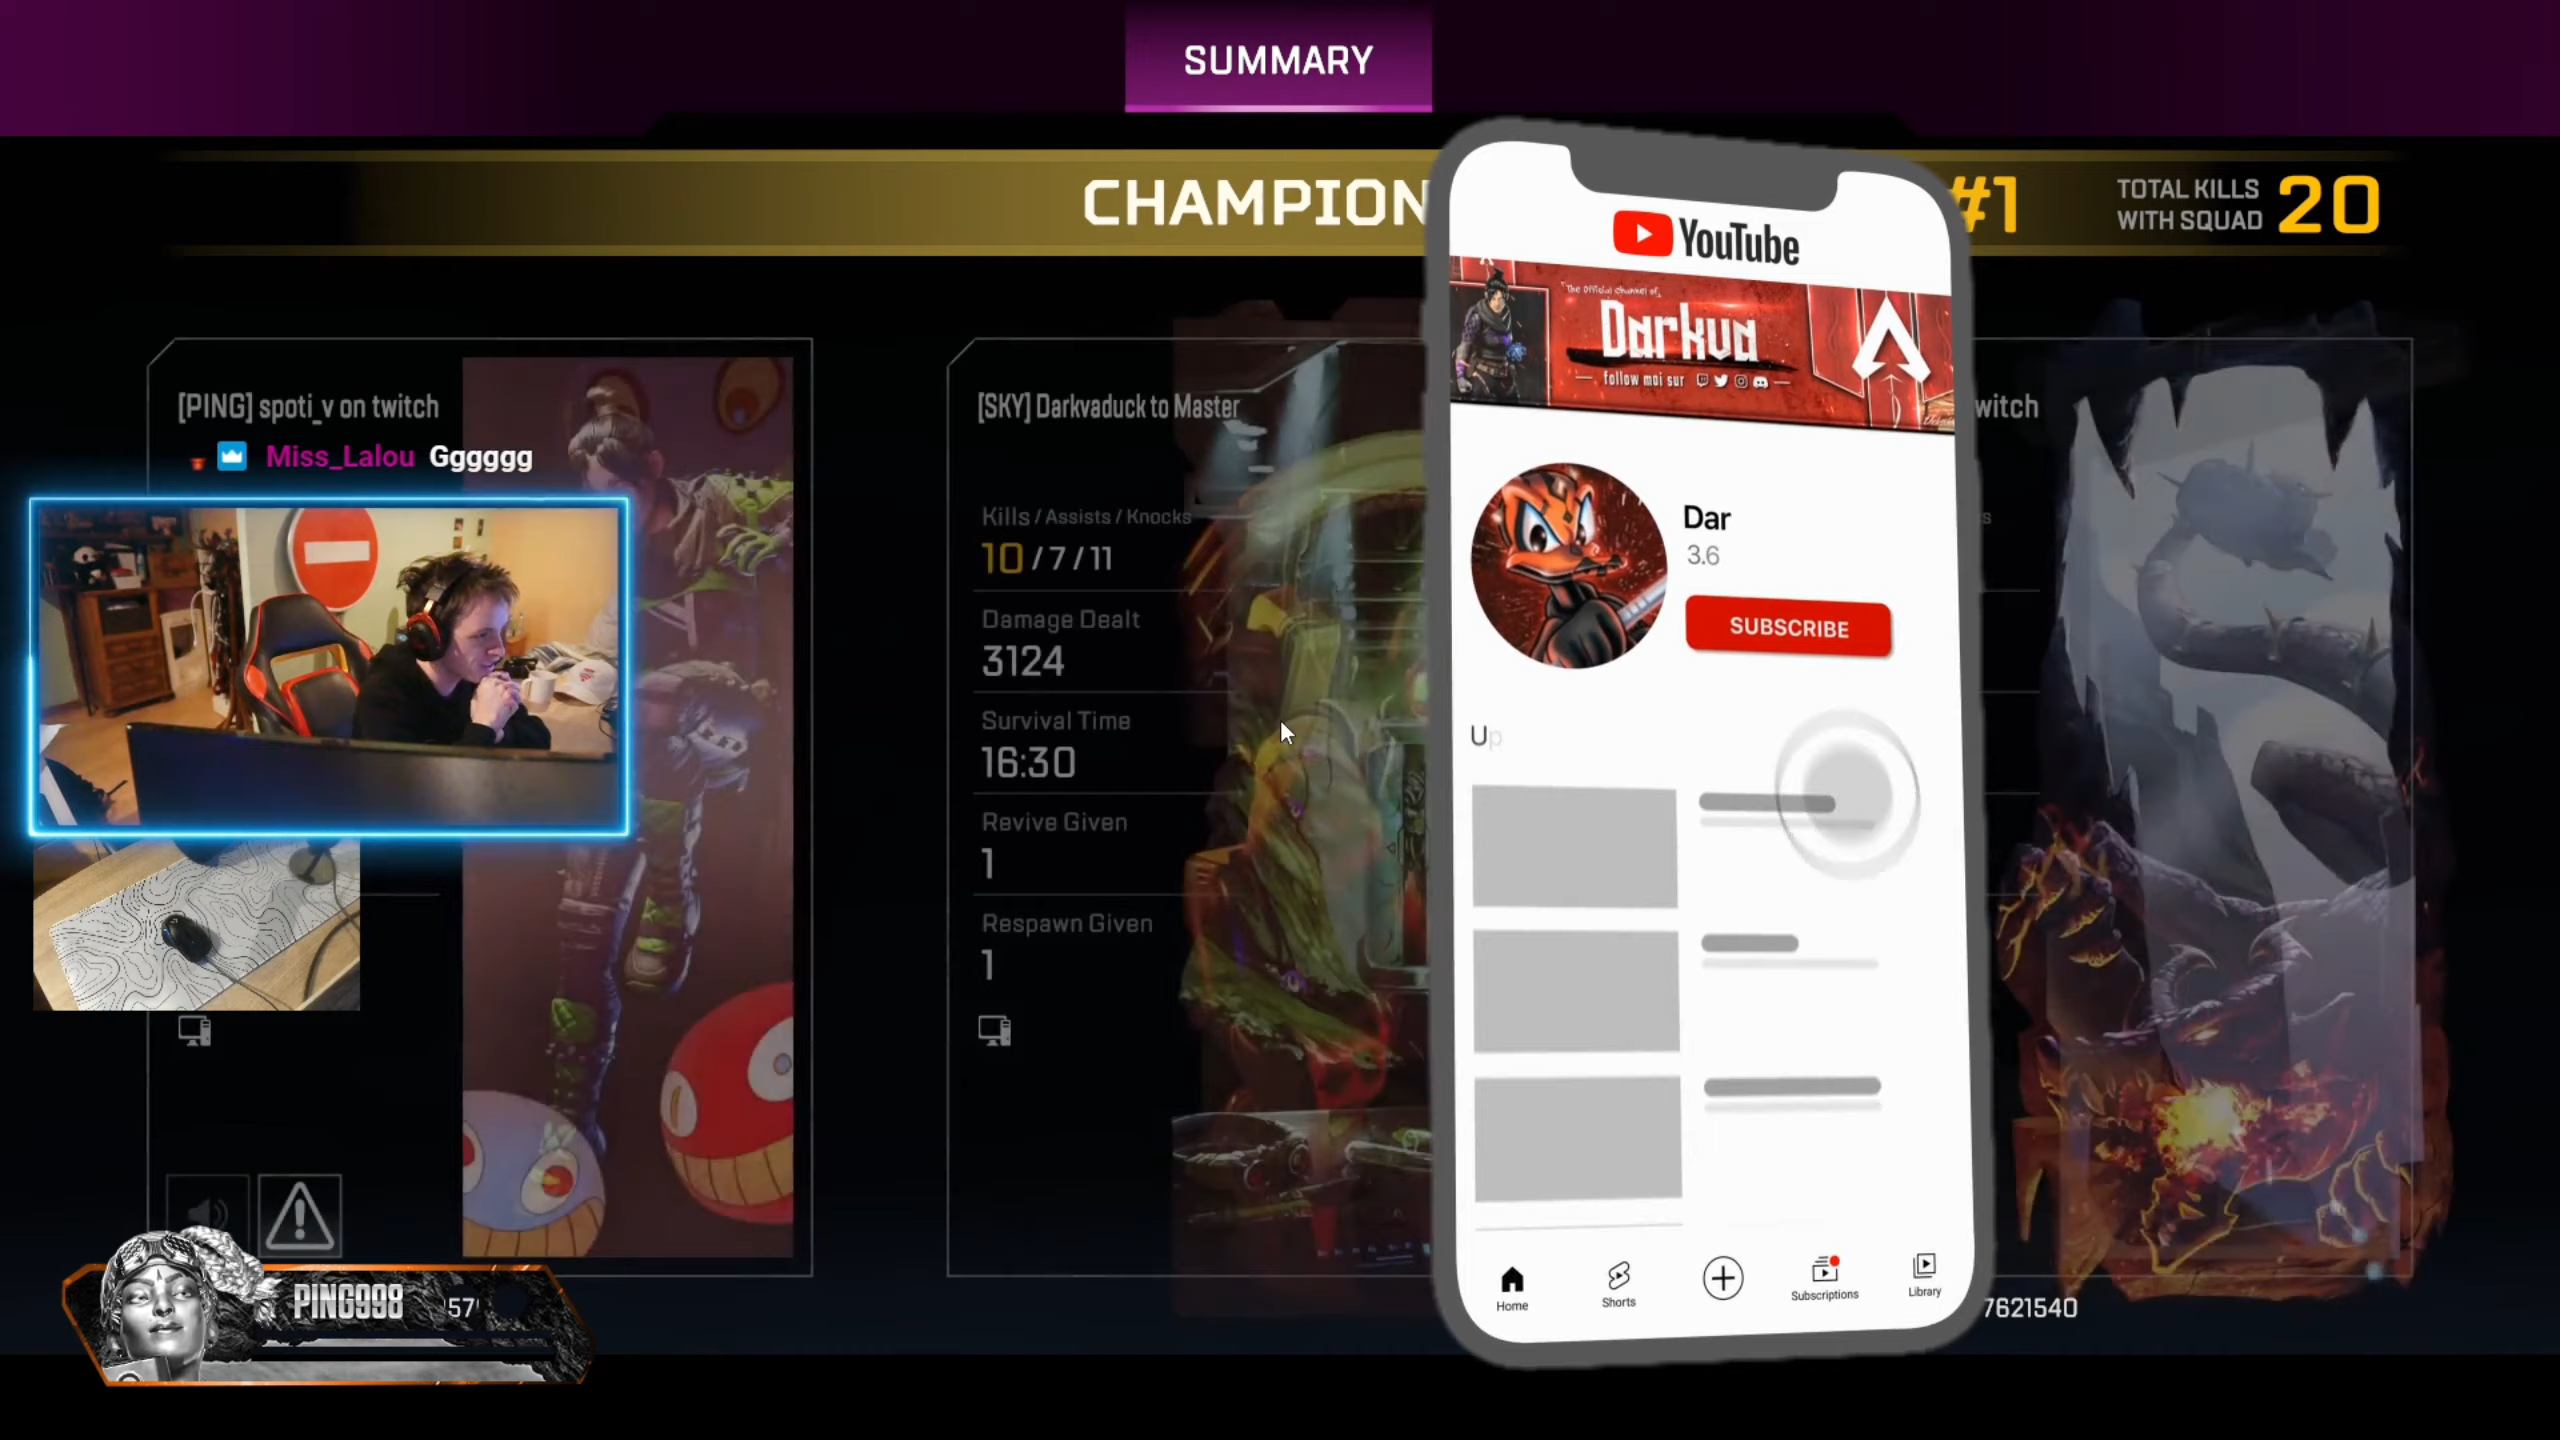 SUMMARY
CHAMPION
#1
TOTAL KILLS
WITH SQUAD
20
[PING] spoti_v on twitch
Miss_Lalou Gggggg
[SKY] Darkvaduck to Master
Kills / Assists / Knocks
10 / 7 / 11
Damage Dealt
3124
Survival Time
16:30
Revive Given
1
Respawn Given
1
YouTube
The Official channel of
Darkva
follow moi sur
Dar
3.6
SUBSCRIBE
Up
Home
Shorts
Subscriptions
Library
witch
s
PING998
57
7621540